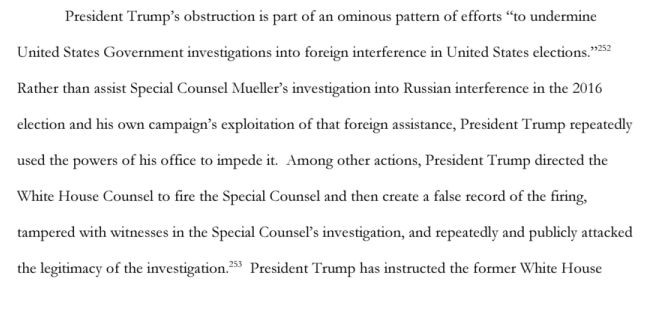 President Trump’s obstruction is part of an ominous pattern of efforts “to undermine
United States Government investigations into foreign interference in United States elections.”252
Rather than assist Special Counsel Mueller’s investigation into Russian interference in the 2016
election and his own campaign’s exploitation of that foreign assistance, President Trump repeatedly
used the powers of his office to impede it.  Among other actions, President Trump directed the
White House Counsel to fire the Special Counsel and then create a false record of the firing,
tampered with witnesses in the Special Counsel’s investigation, and repeatedly and publicly attacked
the legitimacy of the investigation.253  President Trump has instructed the former White House